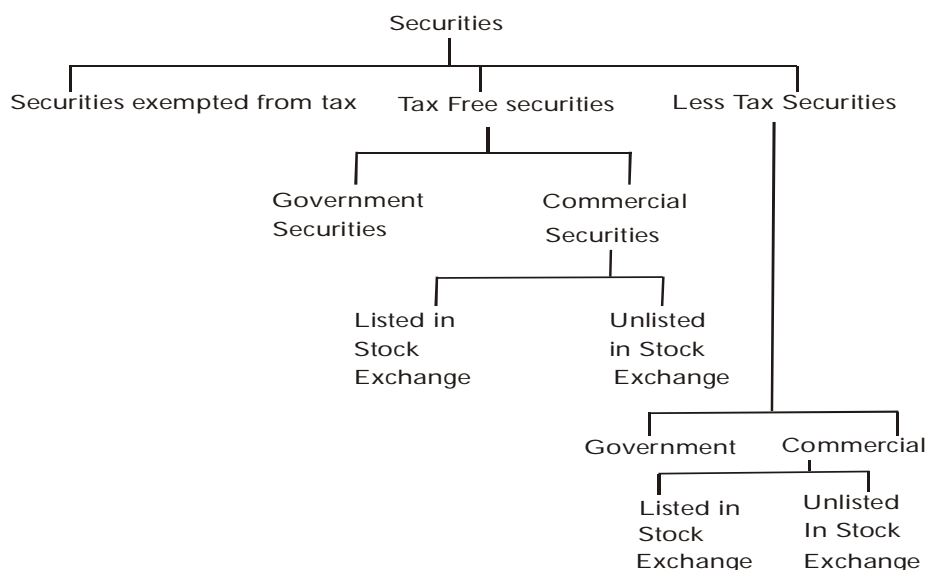 Securities
Securities exempted from tax
Tax Free securities
Less Tax Securities
Government
Securities
Commercial
Securities
Listed in
Stock
Exchange
Unlisted
in Stock
Exchange
Government
Commercial
Listed in
Stock
Exchange
Unlisted
In Stock
Exchange